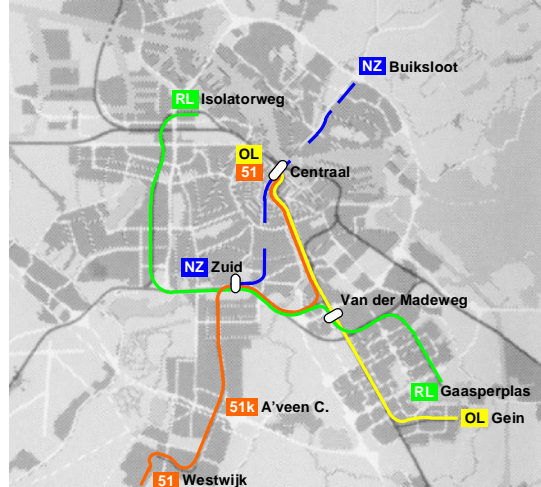 NZ Buiksloot
RL Isolatorweg
OL
51 Centraal
NZ Zuid
Van der Madeweg
RL Gaasperplas
51k A'veen C.
OL Gein
51 Westwijk